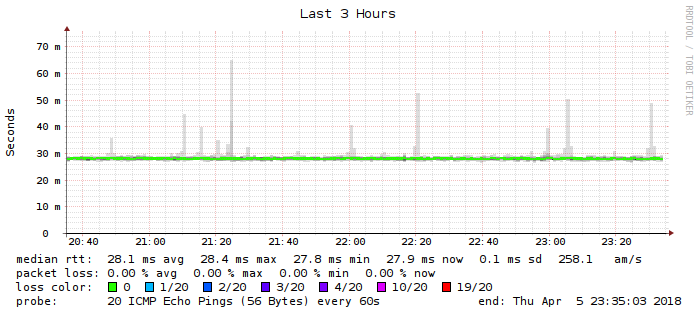 Last 3 Hours
RRDTOOL / TOBI OETIKER
Seconds
70 m
60 m
50 m
40 m
30 m
20 m
10 m
0
20:40 21:00 21:20 21:40 22:00 22:20 22:40 23:00 23:20
median rtt: 28.1 ms avg 28.4 ms max 27.8 ms min 27.9 ms now 0.1 ms sd 258.1 am/s
packet loss: 0.00 % avg 0.00 % max 0.00 % min 0.00 % now
loss color: 0 1/20 2/20 3/20 4/20 10/20 19/20
probe: 20 ICMP Echo Pings (56 Bytes) every 60s end: Thu Apr 5 23:35:03 2018